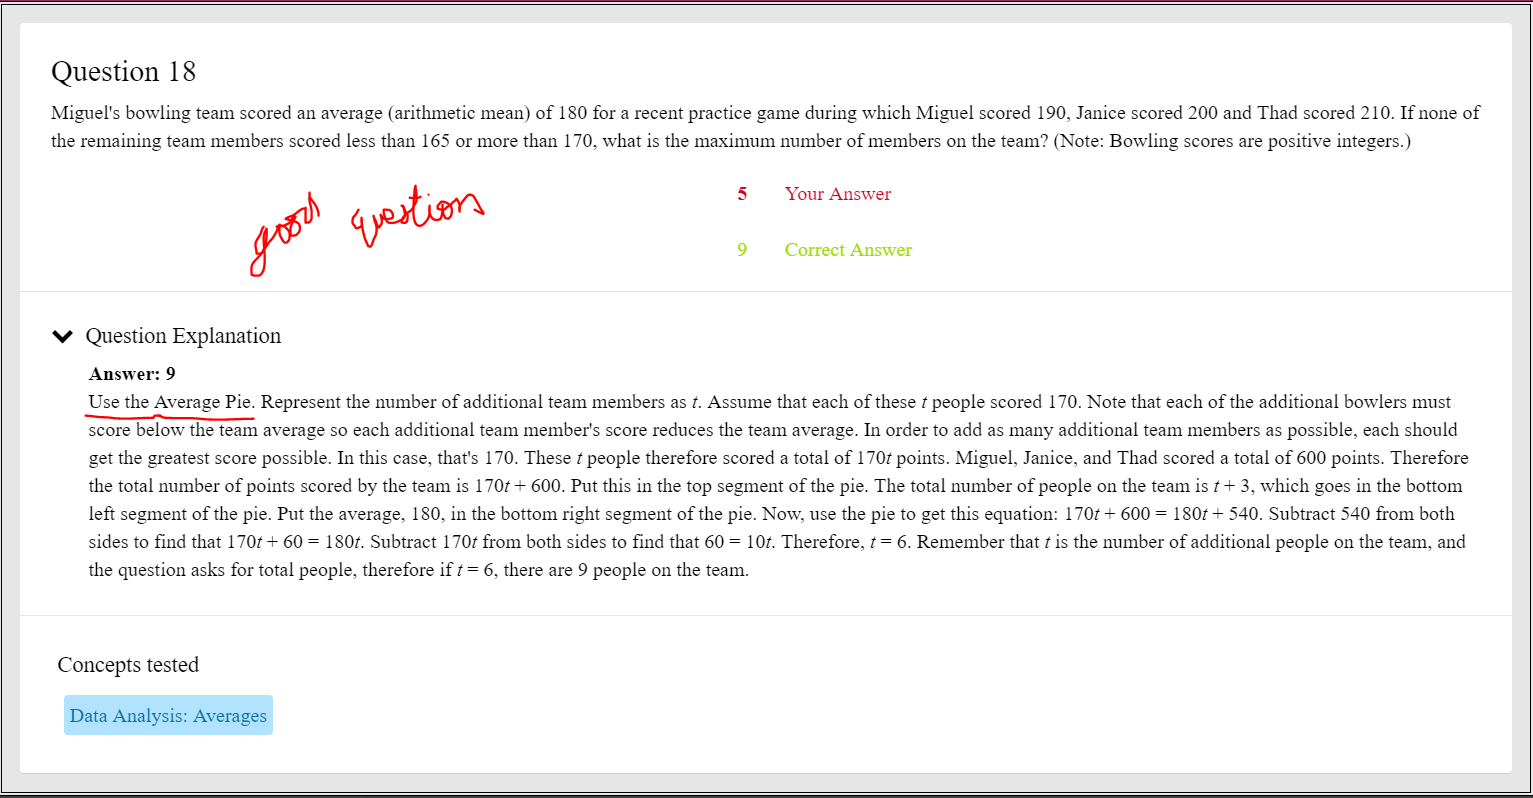 Question 18
Miguel's bowling team scored an average (arithmetic mean) of 180 for a recent practice game during which Miguel scored 190, Janice scored 200 and Thad scored 210. If none of
the remaining team members scored less than 165 or more than 170, what is the maximum number of members on the team? (Note: Bowling scores are positive integers.)
good question
5 Your Answer
9 Correct Answer
Question Explanation
Answer: 9
Use the Average Pie. Represent the number of additional team members as t. Assume that each of these t people scored 170. Note that each of the additional bowlers must
score below the team average so each additional team member's score reduces the team average. In order to add as many additional team members as possible, each should
get the greatest score possible. In this case, that's 170. These t people therefore scored a total of 170t points. Miguel, Janice, and Thad scored a total of 600 points. Therefore
the total number of points scored by the team is 170t + 600. Put this in the top segment of the pie. The total number of people on the team is t + 3, which goes in the bottom
left segment of the pie. Put the average, 180, in the bottom right segment of the pie. Now, use the pie to get this equation: 170t + 600 = 180t + 540. Subtract 540 from both
sides to find that 170t + 60 = 180t. Subtract 170t from both sides to find that 60 = 10t. Therefore, t = 6. Remember that t is the number of additional people on the team, and
the question asks for total people, therefore if t = 6, there are 9 people on the team.
Concepts tested
Data Analysis: Averages